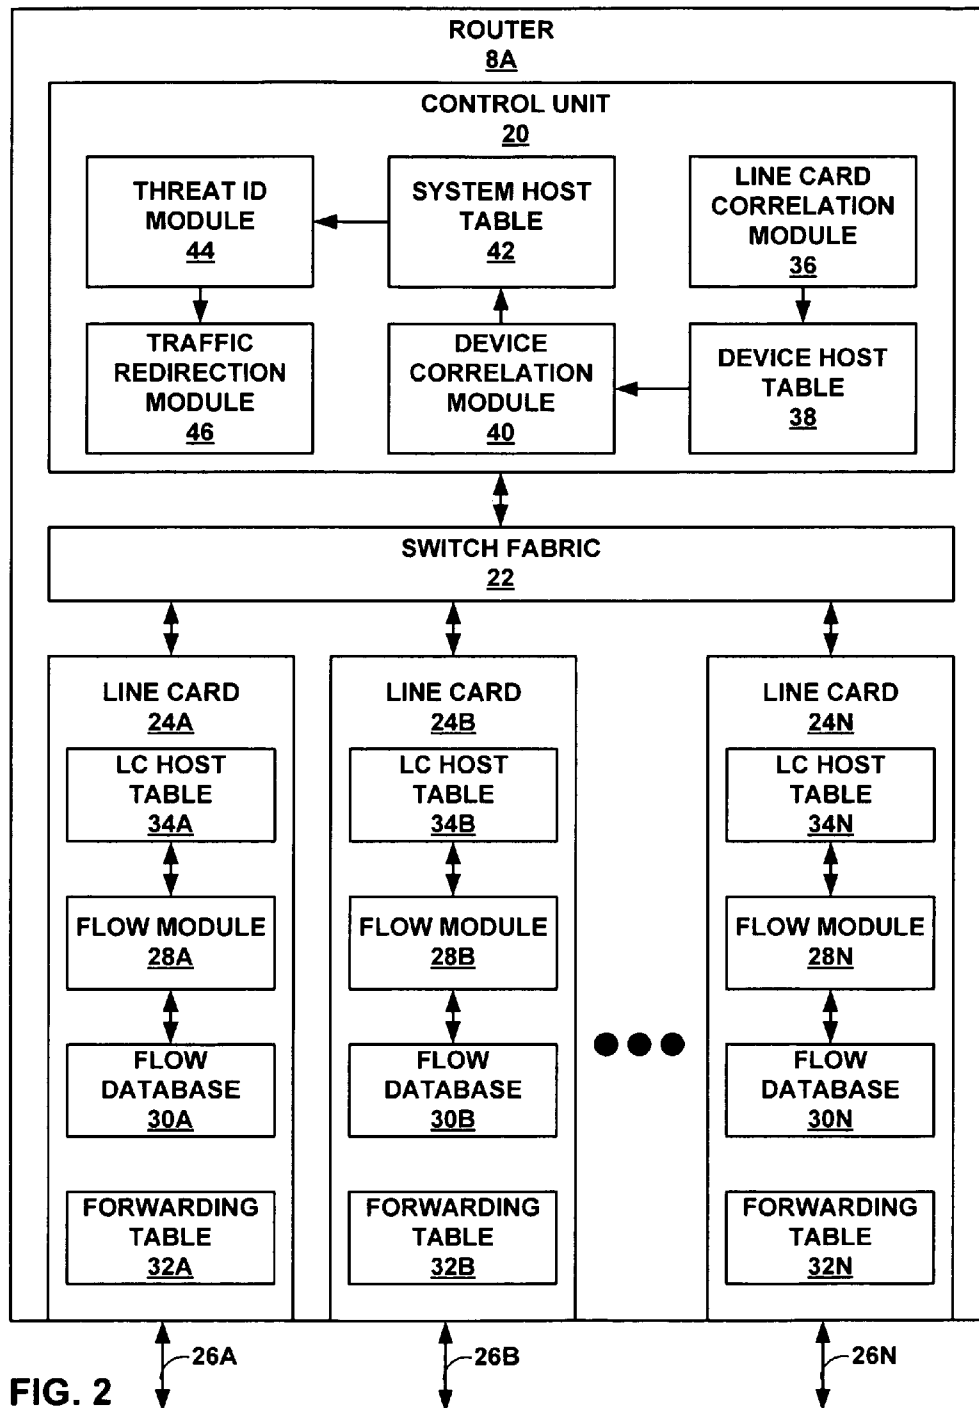 ROUTER
8A
CONTROL UNIT
20
THREAT ID
MODULE
44
SYSTEM HOST
TABLE
42
LINE CARD
CORRELATION
MODULE
36
TRAFFIC
REDIRECTION
MODULE
46
DEVICE
CORRELATION
MODULE
40
DEVICE HOST
TABLE
38
SWITCH FABRIC
22
LINE CARD
24A
LC HOST
TABLE
34A
FLOW MODULE
28A
FLOW
DATABASE
30A
FORWARDING
TABLE
32A
LINE CARD
24B
LC HOST
TABLE
34B
FLOW MODULE
28B
FLOW
DATABASE
30B
FORWARDING
TABLE
32B
LINE CARD
24N
LC HOST
TABLE
34N
FLOW MODULE
28N
FLOW
DATABASE
30N
FORWARDING
TABLE
32N
26A
26B
26N
FIG. 2